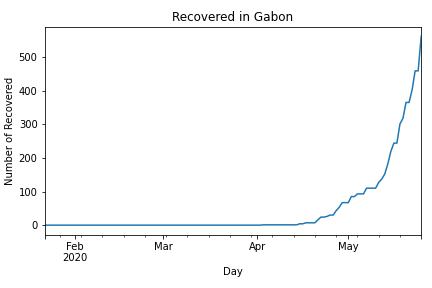 Recovered in Gabon
Number of Recovered
500
400
300
200
100
0
Feb
2020
Mar
Apr
May
Day